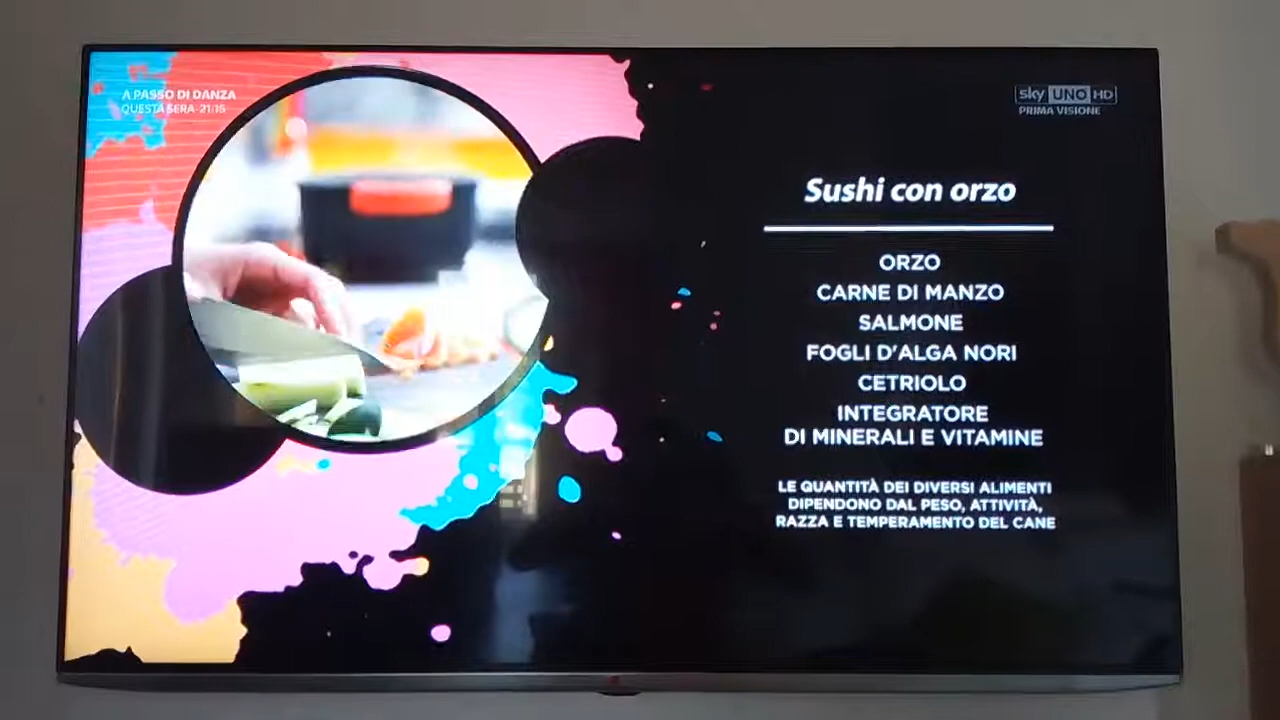 A PASSO DI DANZA
QUESTA SERA 21:15
sky UNO HD
PRIMA VISIONE
Sushi con orzo
ORZO
CARNE DI MANZO
SALMONE
FOGLI D'ALGA NORI
CETRIOLO
INTEGRATORE
DI MINERALI E VITAMINE
LE QUANTITÀ DEI DIVERSI ALIMENTI
DIPENDONO DAL PESO, ATTIVITÀ,
RAZZA E TEMPERAMENTO DEL CANE